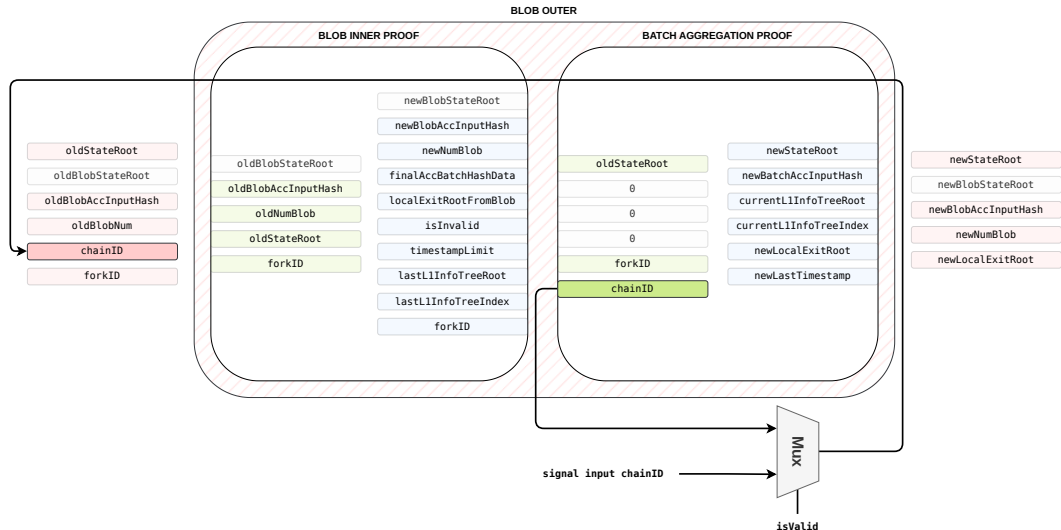 BLOB OUTER
BLOB INNER PROOF
BATCH AGGREGATION PROOF
oldStateRoot
oldBlobStateRoot
oldBlobAccInputHash
oldBlobNum
chainID
forkID
oldBlobStateRoot
oldBlobAccInputHash
oldNumBlob
oldStateRoot
forkID
newBlobStateRoot
newBlobAccInputHash
newNumBlob
finalAccBatchHashData
localExitRootFromBlob
isInvalid
timestampLimit
lastL1InfoTreeRoot
lastL1InfoTreeIndex
forkID
oldStateRoot
0
0
0
forkID
chainID
newStateRoot
newBatchAccInputHash
currentL1InfoTreeRoot
currentL1InfoTreeIndex
newLocalExitRoot
newLastTimestamp
newStateRoot
newBlobStateRoot
newBlobAccInputHash
newNumBlob
newLocalExitRoot
Mux
signal input chainID
isValid